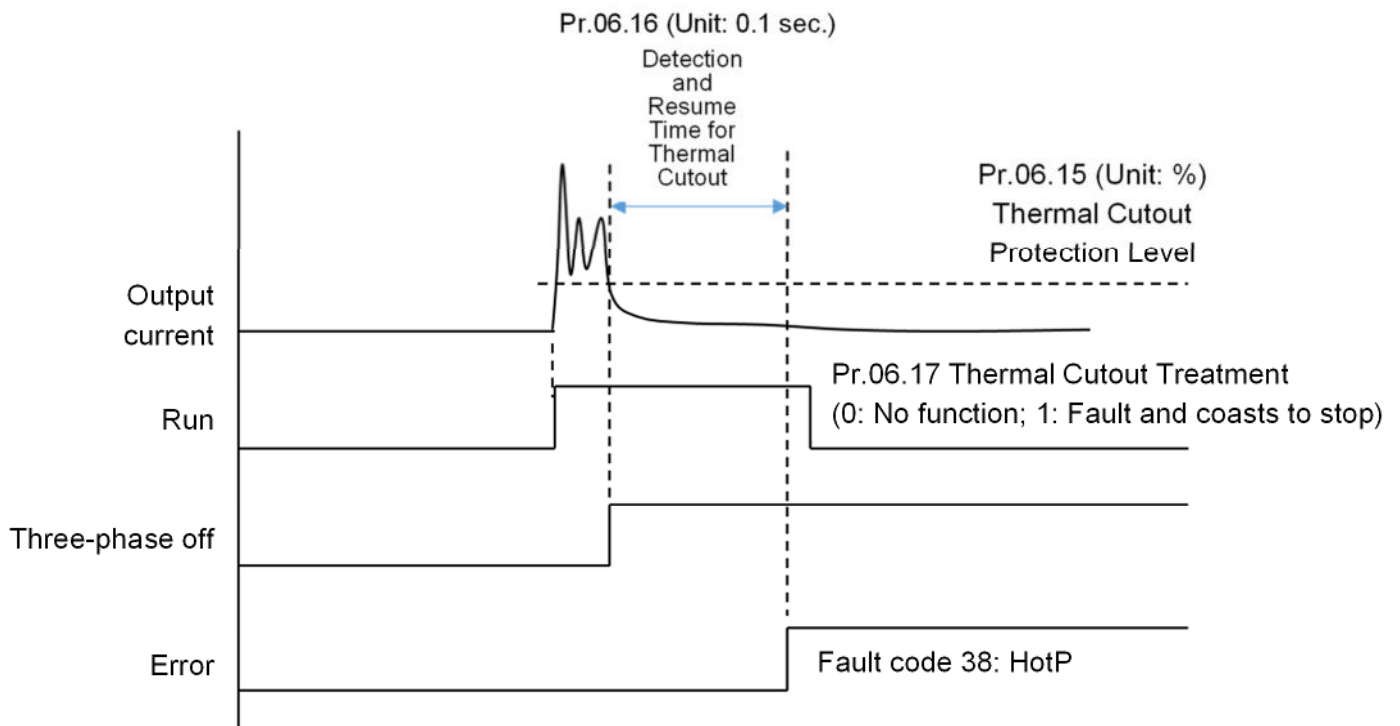 Pr.06.16 (Unit: 0.1 sec.)
Detection
and
Resume
Time for
Thermal
Cutout
Pr.06.15 (Unit: %)
Thermal Cutout
Protection Level
Output
current
Pr.06.17 Thermal Cutout Treatment
(0: No function; 1: Fault and coasts to stop)
Run
Three-phase off
Error
Fault code 38: HotP